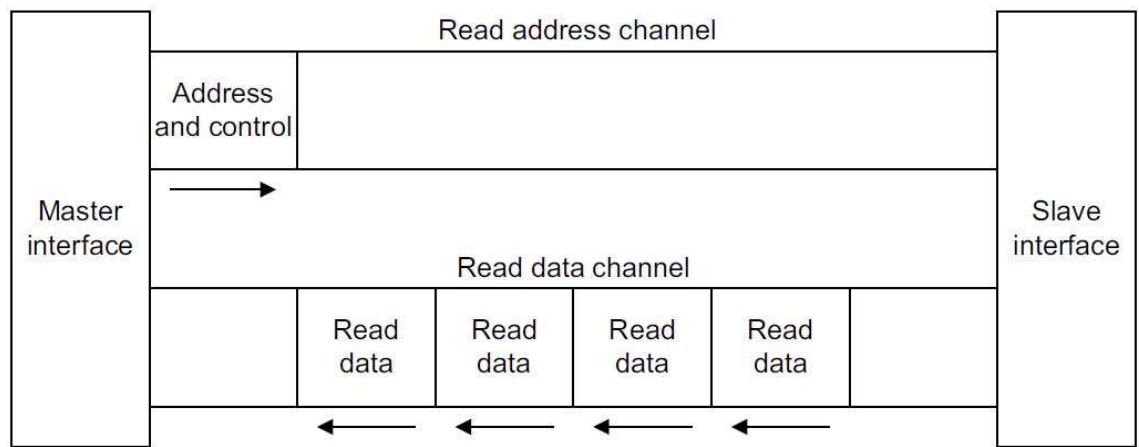 Read address channel
Address
and control
Master
interface
Slave
interface
Read data channel
Read
data
Read
data
Read
data
Read
data